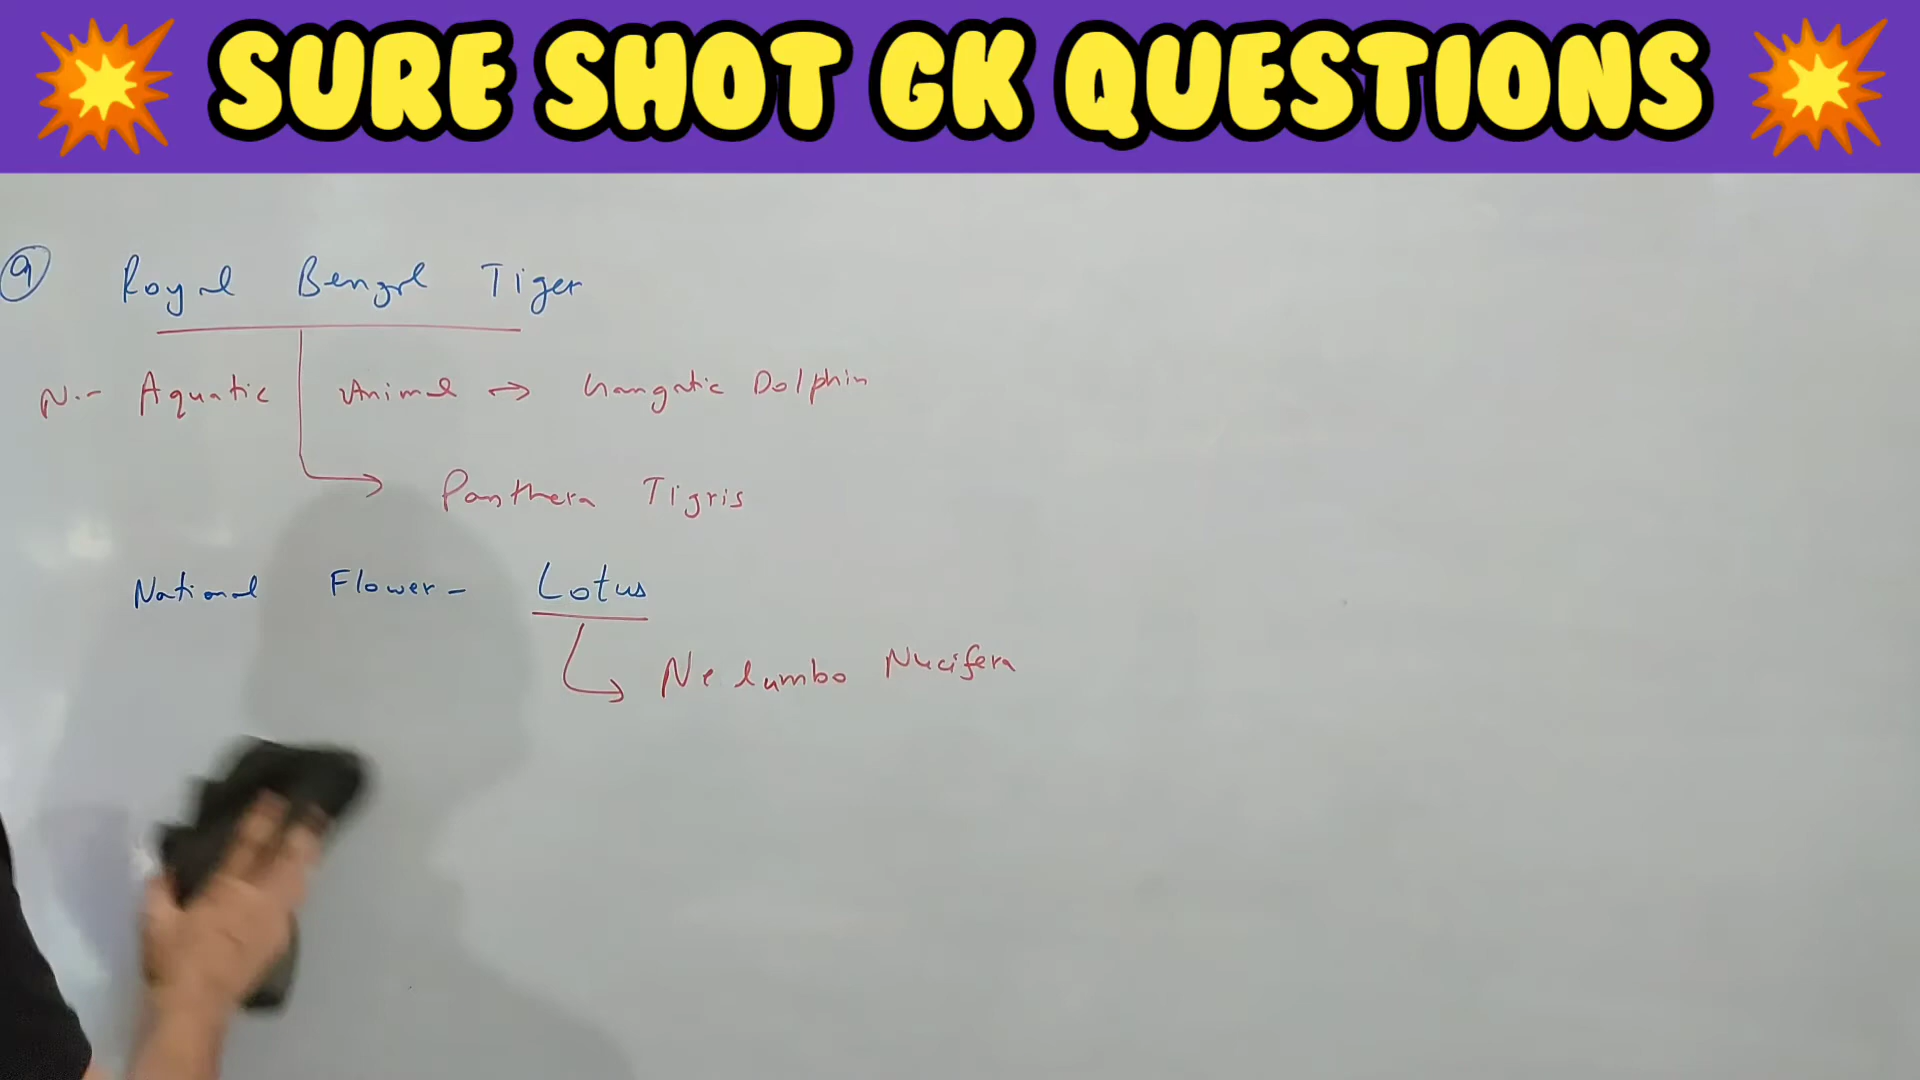 SURE SHOT GK QUESTIONS
9 Royal Bengal Tiger
N.- Aquatic Animal → Gangatic Dolphin
Panthera Tigris
National Flower - Lotus
Nelumbo Nucifera